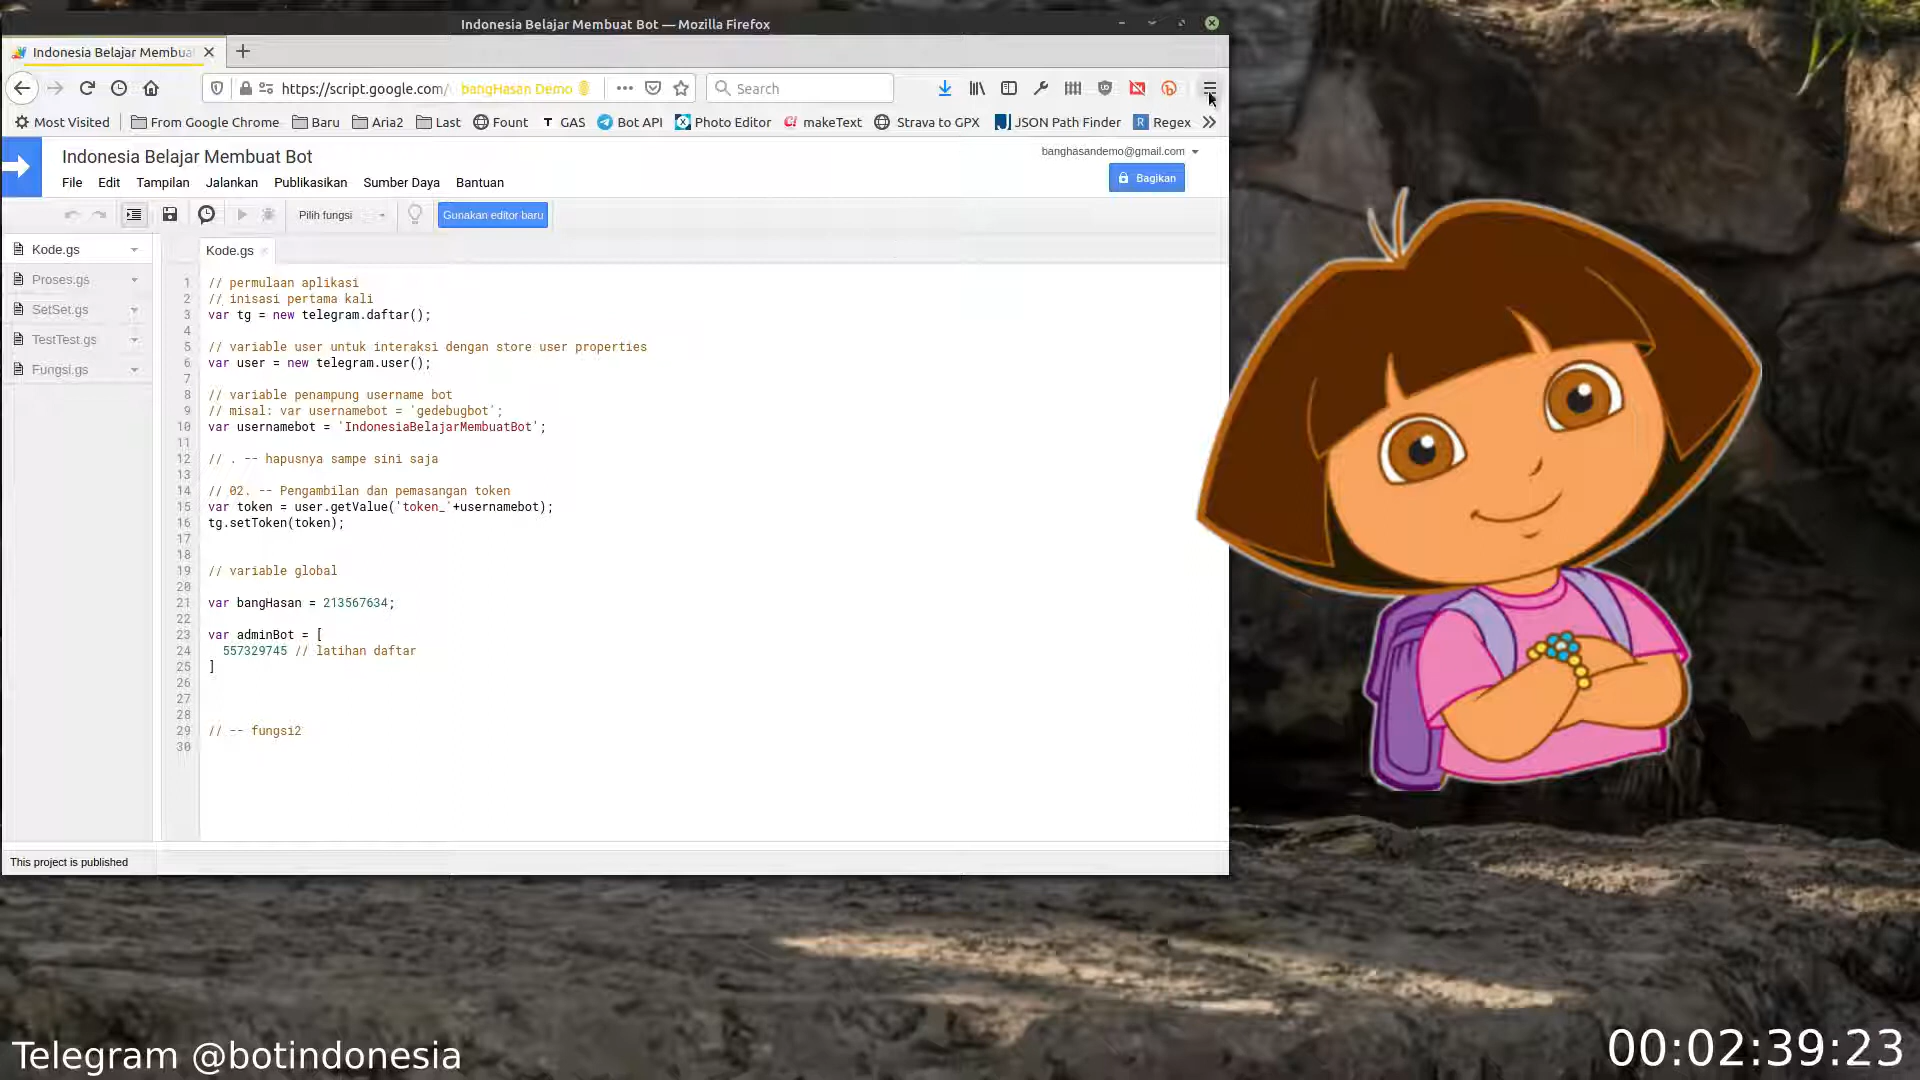 Indonesia Belajar Membuat Bot — Mozilla Firefox
Indonesia Belajar Membua
https://script.google.com/
bangHasan Demo
Search
Most Visited
From Google Chrome
Baru
Aria2
Last
Fount
T GAS
Bot API
Photo Editor
makeText
Strava to GPX
JSON Path Finder
R Regex
Indonesia Belajar Membuat Bot
banghasandemo@gmail.com
File Edit Tampilan Jalankan Publikasikan Sumber Daya Bantuan
Bagikan
Pilih fungsi
Gunakan editor baru
Kode.gs
Proses.gs
SetSet.gs
TestTest.gs
Fungsi.gs
Kode.gs
1 // permulaan aplikasi
2 // inisasi pertama kali
3 var tg = new telegram.daftar();
4
5 // variable user untuk interaksi dengan store user properties
6 var user = new telegram.user();
7
8 // variable penampung username bot
9 // misal: var usernamebot = 'gedebugbot';
10 var usernamebot = 'IndonesiaBelajarMembuatBot';
11
12 // . -- hapusnya sampe sini saja
13
14 // 02. -- Pengambilan dan pemasangan token
15 var token = user.getValue('token_'+usernamebot);
16 tg.setToken(token);
17
18
19 // variable global
20
21 var bangHasan = 213567634;
22
23 var adminBot = [
24 557329745 // latihan daftar
25 ]
26
27
28
29 // -- fungsi2
30
This project is published
Telegram @botindonesia
00:02:39:23